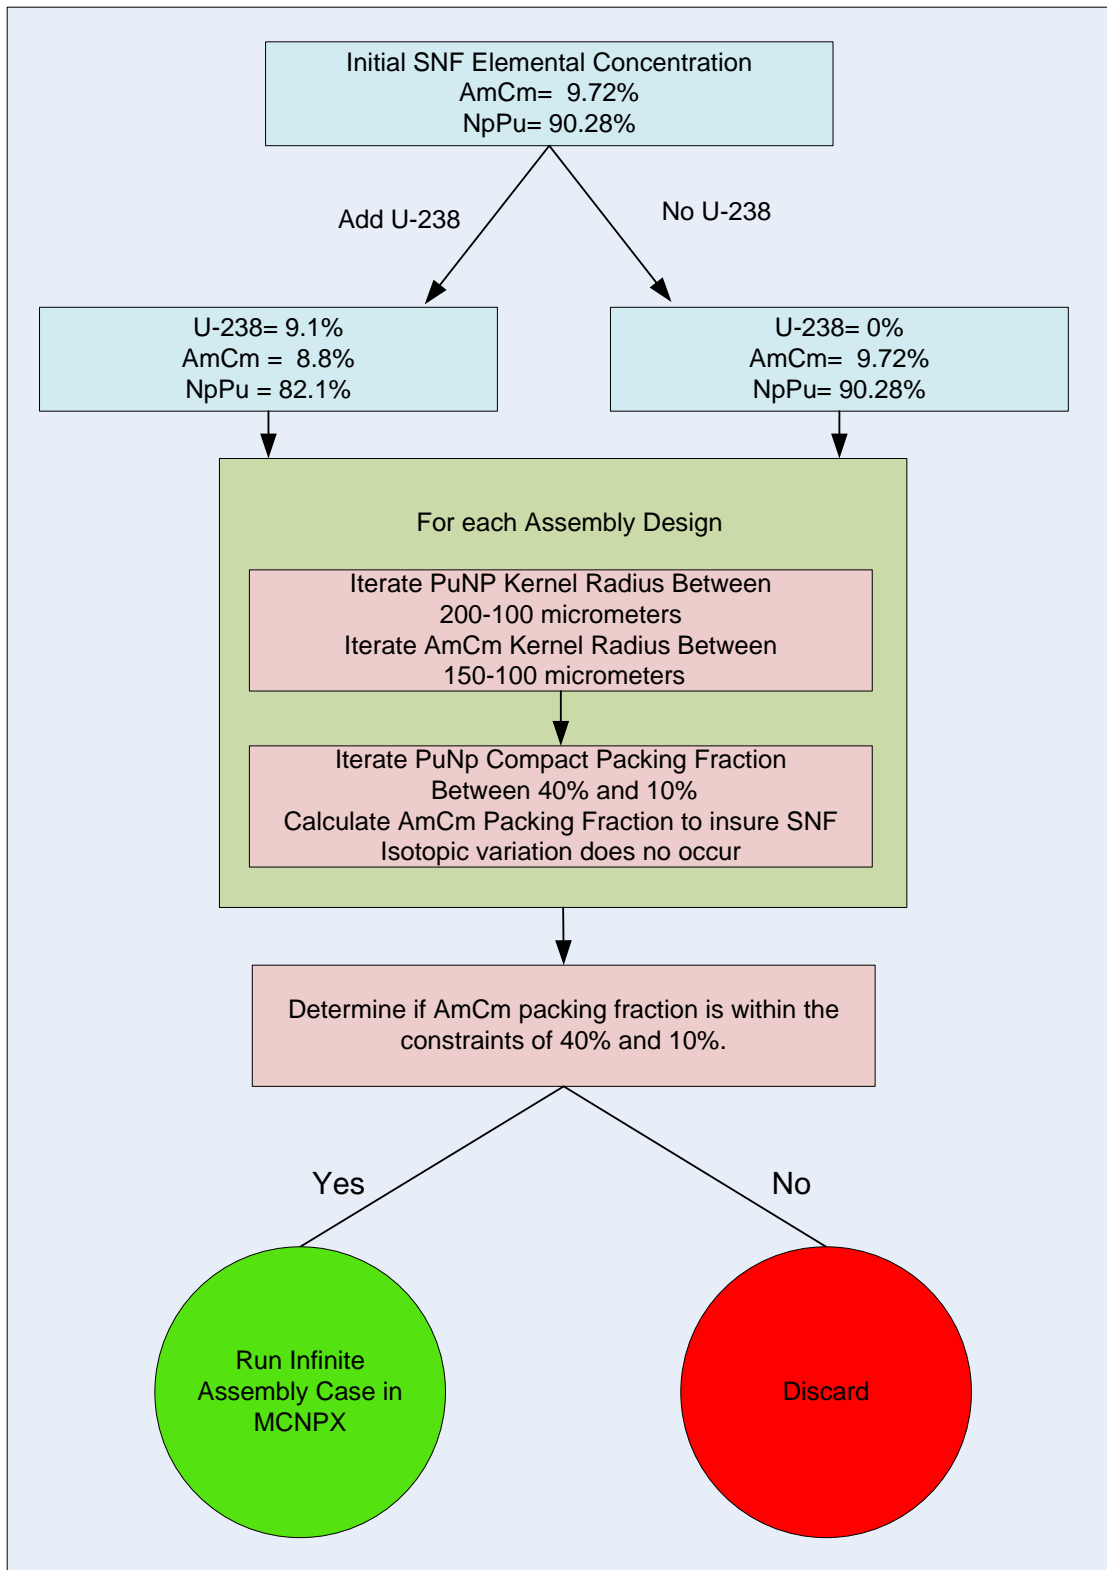 Initial SNF Elemental Concentration
AmCm=  9.72%
NpPu= 90.28%
Add U-238
No U-238
U-238= 9.1%
AmCm =  8.8%
NpPu = 82.1%
U-238= 0%
AmCm=  9.72%
NpPu= 90.28%
For each Assembly Design
Iterate PuNP Kernel Radius Between
200-100 micrometers
Iterate AmCm Kernel Radius Between
150-100 micrometers
Iterate PuNp Compact Packing Fraction
Between 40% and 10%
Calculate AmCm Packing Fraction to insure SNF
Isotopic variation does no occur
Determine if AmCm packing fraction is within the
constraints of 40% and 10%.
Yes
No
Run Infinite
Assembly Case in
MCNPX
Discard